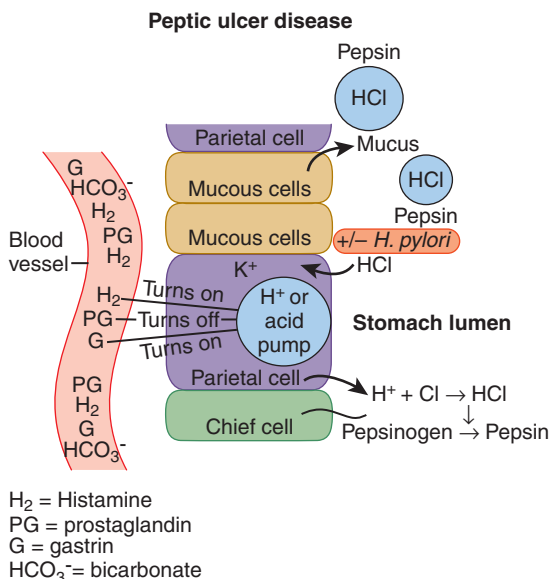 Peptic ulcer disease
Pepsin
HCl
Parietal cell
Mucus
G
HCO₃⁻
H₂
PG
H₂
Mucous cells
HCl
Pepsin
Blood
vessel
Mucous cells
+/– H. pylori
K⁺
HCl
H₂
Turns on
H⁺ or
acid
pump
PG
Turns off
Stomach lumen
G
Turns on
Parietal cell
PG
H₂
G
HCO₃⁻
H⁺ + Cl → HCl
↓
Chief cell
Pepsinogen → Pepsin
H₂ = Histamine
PG = prostaglandin
G = gastrin
HCO₃⁻= bicarbonate